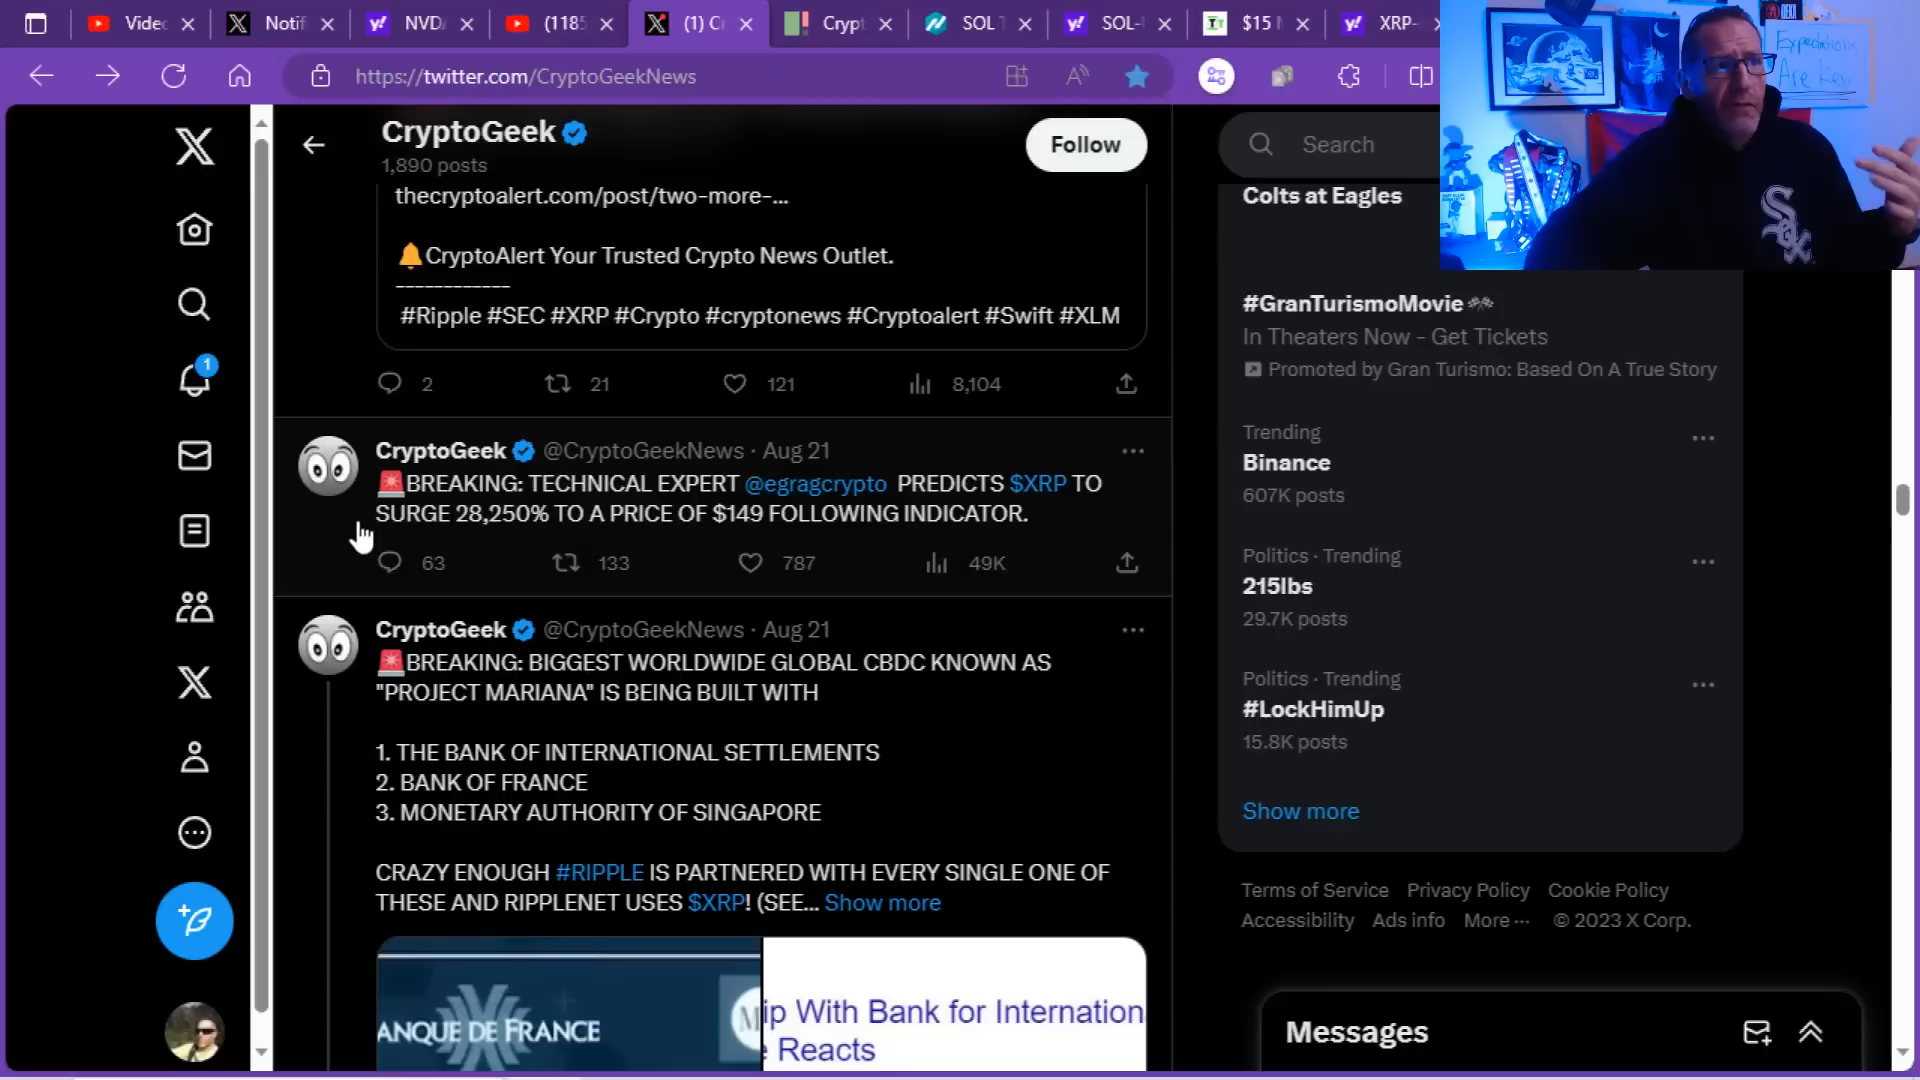 Vide
Notif
NVD
(1185
(1) C
Crypt
SOL T
SOL-
$15
XRP-
https://twitter.com/CryptoGeekNews
Expectations
Are Key
CryptoGeek
1,890 posts
Follow
Search
thecryptoalert.com/post/two-more-...
🔔CryptoAlert Your Trusted Crypto News Outlet.
------------
#Ripple #SEC #XRP #Crypto #cryptonews #Cryptoalert #Swift #XLM
2 21 121 8,104
CryptoGeek @CryptoGeekNews · Aug 21
🚨BREAKING: TECHNICAL EXPERT @egragcrypto PREDICTS $XRP TO
SURGE 28,250% TO A PRICE OF $149 FOLLOWING INDICATOR.
63 133 787 49K
CryptoGeek @CryptoGeekNews · Aug 21
🚨BREAKING: BIGGEST WORLDWIDE GLOBAL CBDC KNOWN AS
"PROJECT MARIANA" IS BEING BUILT WITH
1. THE BANK OF INTERNATIONAL SETTLEMENTS
2. BANK OF FRANCE
3. MONETARY AUTHORITY OF SINGAPORE
CRAZY ENOUGH #RIPPLE IS PARTNERED WITH EVERY SINGLE ONE OF
THESE AND RIPPLENET USES $XRP! (SEE... Show more
ANQUE DE FRANCE
ip With Bank for Internation
e Reacts
1
Colts at Eagles
#GranTurismoMovie
In Theaters Now - Get Tickets
Promoted by Gran Turismo: Based On A True Story
Trending
Binance
607K posts
Politics · Trending
215lbs
29.7K posts
Politics · Trending
#LockHimUp
15.8K posts
Show more
Terms of Service Privacy Policy Cookie Policy
Accessibility Ads info More ··· © 2023 X Corp.
Messages
Sox